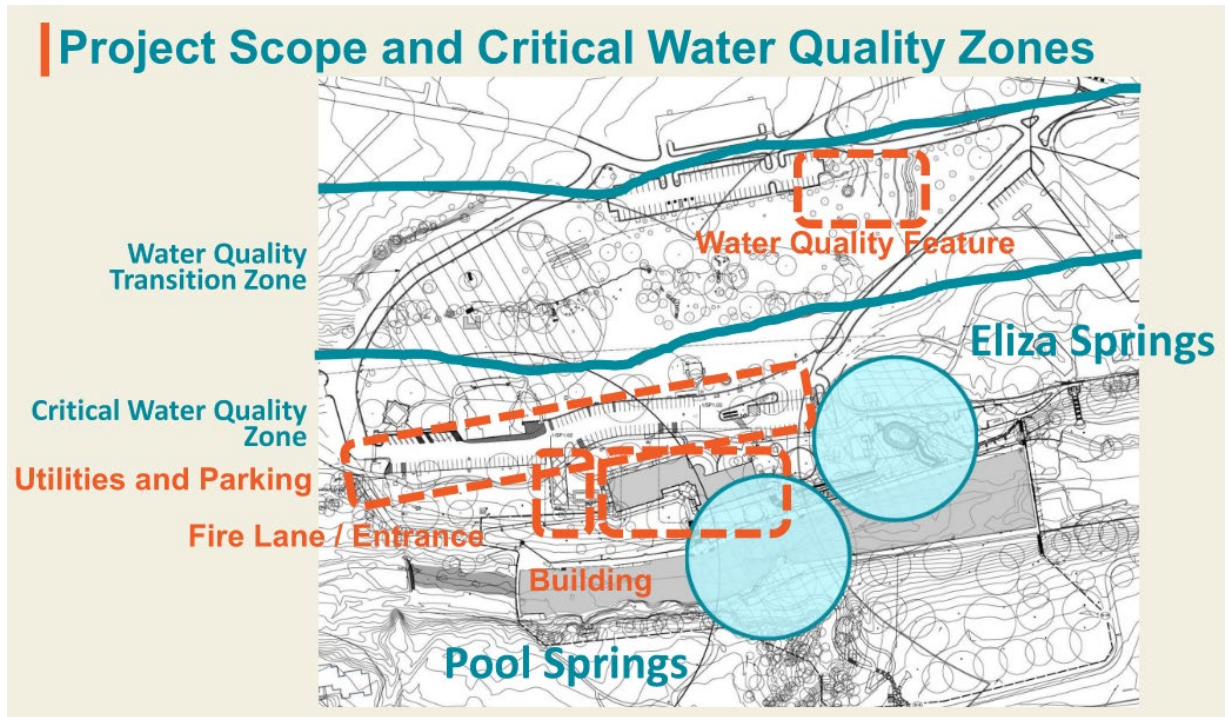 Project Scope and Critical Water Quality Zones
Water Quality
Transition Zone
Water Quality Feature
Eliza Springs
Critical Water Quality
Zone
Utilities and Parking
Fire Lane / Entrance
Building
Pool Springs